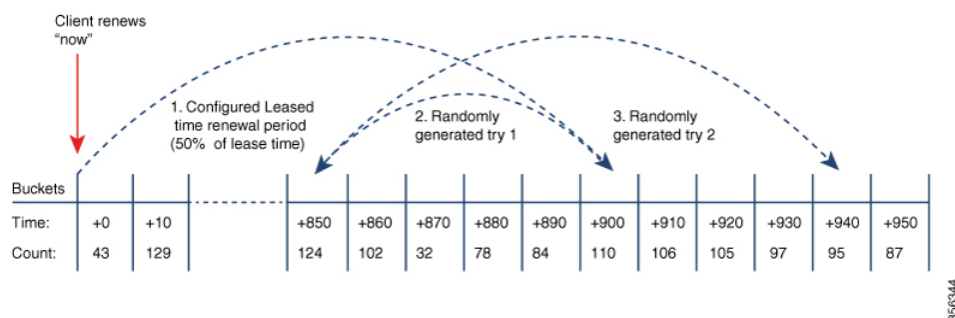 Client renews
“now”
1. Configured Leased
time renewal period
(50% of lease time)
2. Randomly
generated try 1
3. Randomly
generated try 2
Buckets
Time: +0 +10 +850 +860 +870 +880 +890 +900 +910 +920 +930 +940 +950
Count: 43 129 124 102 32 78 84 110 106 105 97 95 87